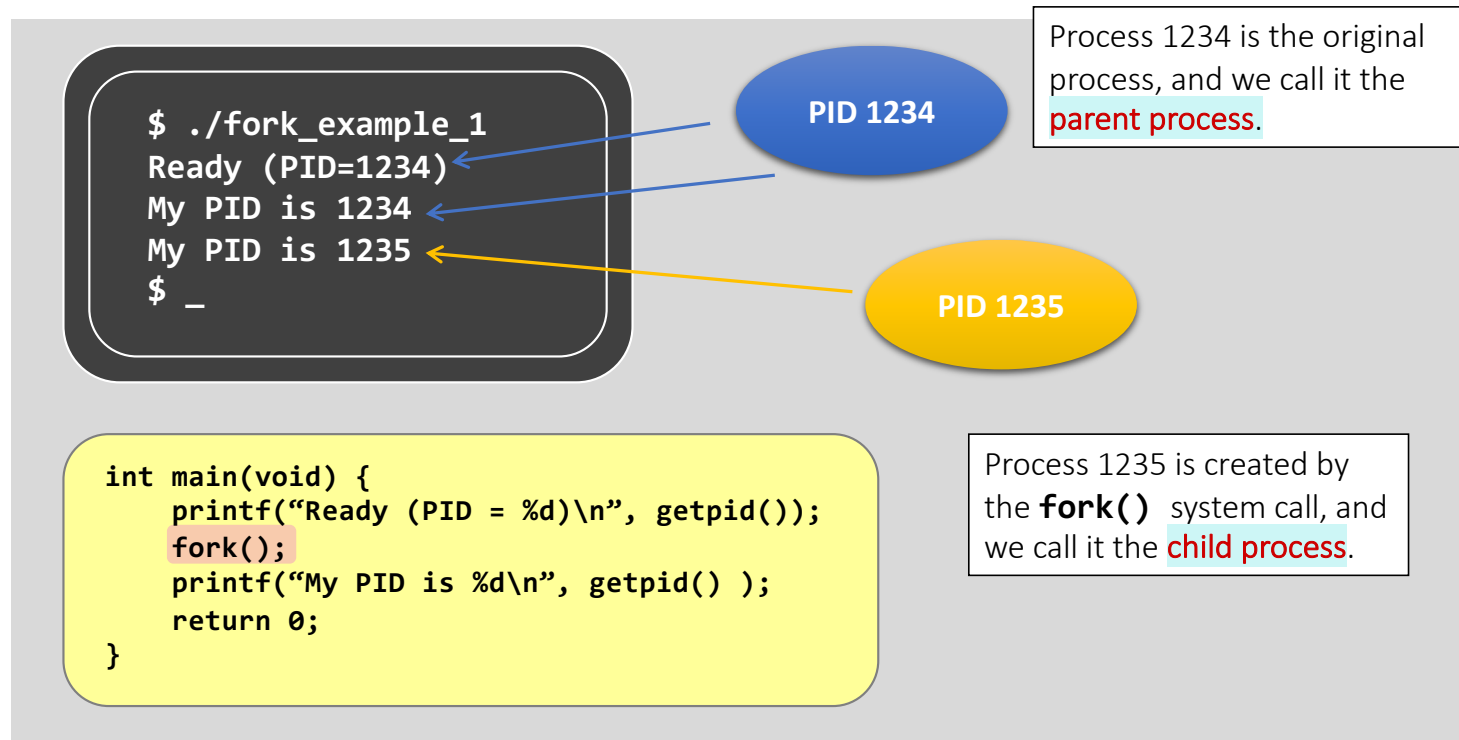 $ ./fork_example_1
Ready (PID=1234)
My PID is 1234
My PID is 1235
$ _
PID 1234
Process 1234 is the original
process, and we call it the
parent process.
PID 1235
int main(void) {
    printf(“Ready (PID = %d)\n”, getpid());
    fork();
    printf(“My PID is %d\n”, getpid() );
    return 0;
}
Process 1235 is created by
the fork() system call, and
we call it the child process.